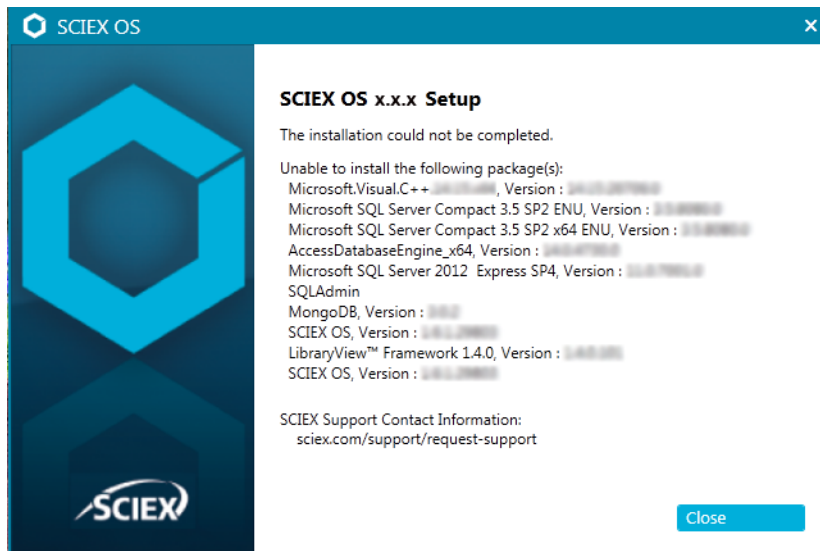 SCIEX OS
SCIEX OS x.x.x Setup
The installation could not be completed.
Unable to install the following package(s):
Microsoft.Visual.C++ , Version :
Microsoft SQL Server Compact 3.5 SP2 ENU, Version :
Microsoft SQL Server Compact 3.5 SP2 x64 ENU, Version :
AccessDatabaseEngine_x64, Version :
Microsoft SQL Server 2012 Express SP4, Version :
SQLAdmin
MongoDB, Version :
SCIEX OS, Version :
LibraryView™ Framework 1.4.0, Version :
SCIEX OS, Version :
SCIEX Support Contact Information:
sciex.com/support/request-support
SCIEX
Close